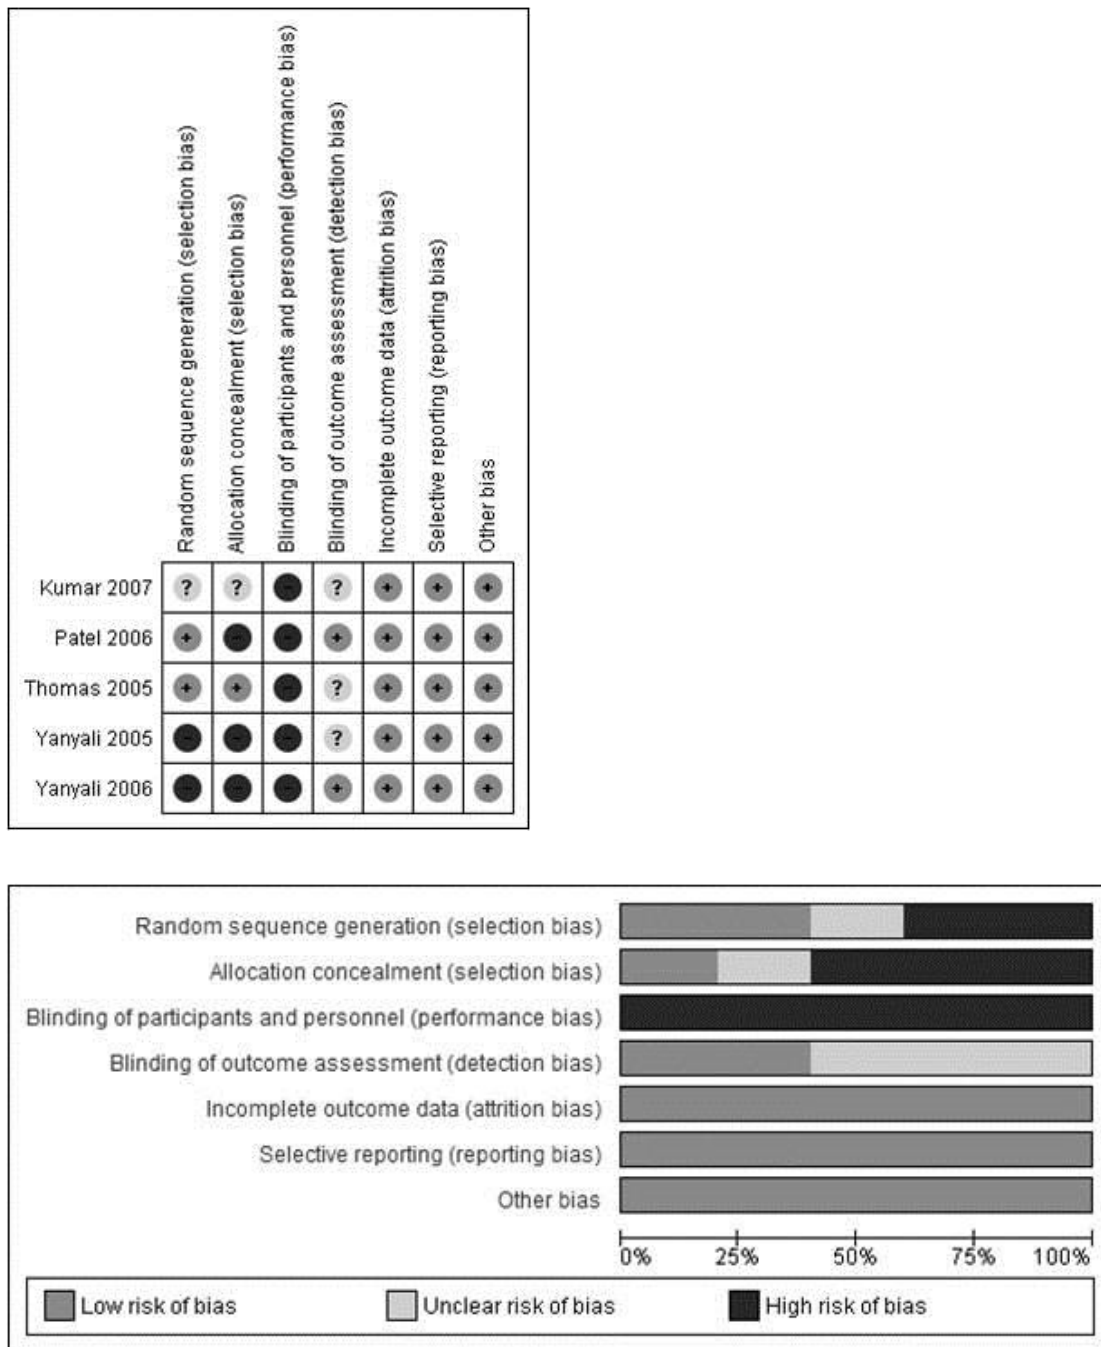 Random sequence generation (selection bias)
Allocation concealment (selection bias)
Blinding of participants and personnel (performance bias)
Blinding of outcome assessment (detection bias)
Incomplete outcome data (attrition bias)
Selective reporting (reporting bias)
Other bias
Kumar 2007 ? ? - ? + + +
Patel 2006 + - - + + + +
Thomas 2005 + + - ? + + +
Yanyali 2005 - - - ? + + +
Yanyali 2006 - - - + + + +
Random sequence generation (selection bias)
Allocation concealment (selection bias)
Blinding of participants and personnel (performance bias)
Blinding of outcome assessment (detection bias)
Incomplete outcome data (attrition bias)
Selective reporting (reporting bias)
Other bias
0% 25% 50% 75% 100%
Low risk of bias Unclear risk of bias High risk of bias